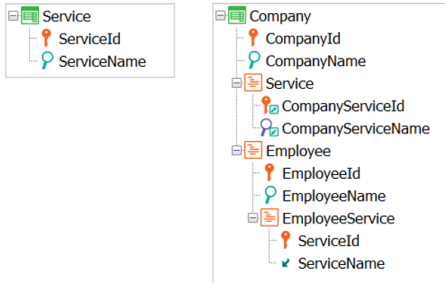 Service
ServiceId
ServiceName
Company
CompanyId
CompanyName
Service
CompanyServiceId
CompanyServiceName
Employee
EmployeeId
EmployeeName
EmployeeService
ServiceId
ServiceName